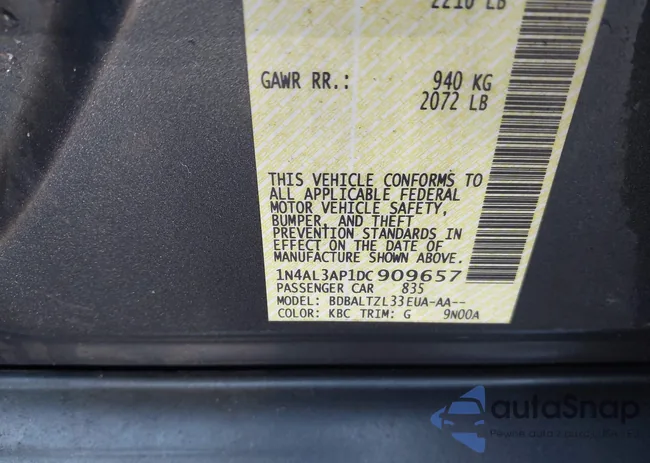 2210 LB
GAWR RR.: 940 KG
2072 LB
THIS VEHICLE CONFORMS TO
ALL APPLICABLE FEDERAL
MOTOR VEHICLE SAFETY,
BUMPER, AND THEFT
PREVENTION STANDARDS IN
EFFECT ON THE DATE OF
MANUFACTURE SHOWN ABOVE.
1N4AL3AP1DC909657
PASSENGER CAR 835
MODEL: BDBALTZL33EUA-AA--
COLOR: KBC TRIM: G 9N00A
autoSnap